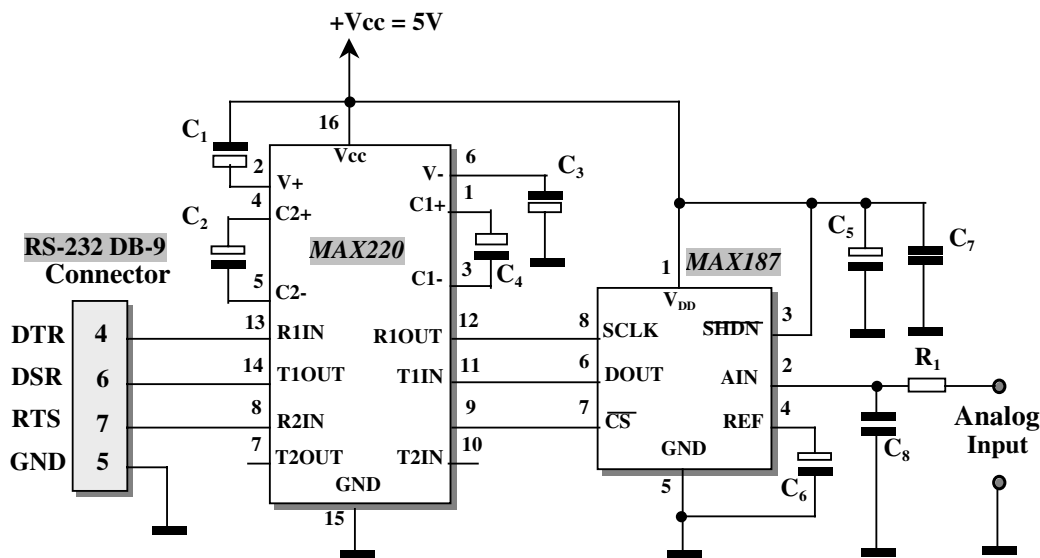 +Vcc = 5V
C1
16
Vcc
2
V+
6
V-
C3
4
C2+
1
C1+
C2
MAX220
5
C2-
3
C1-
C4
RS-232 DB-9
Connector
DTR
4
13
R1IN
R1OUT
12
DSR
6
14
T1OUT
T1IN
11
RTS
7
8
R2IN
9
GND
5
7
T2OUT
T2IN
10
GND
15
1
MAX187
VDD
8
SCLK
SHDN
3
6
DOUT
AIN
2
7
CS
REF
4
GND
5
C5
C7
C6
R1
C8
Analog
Input